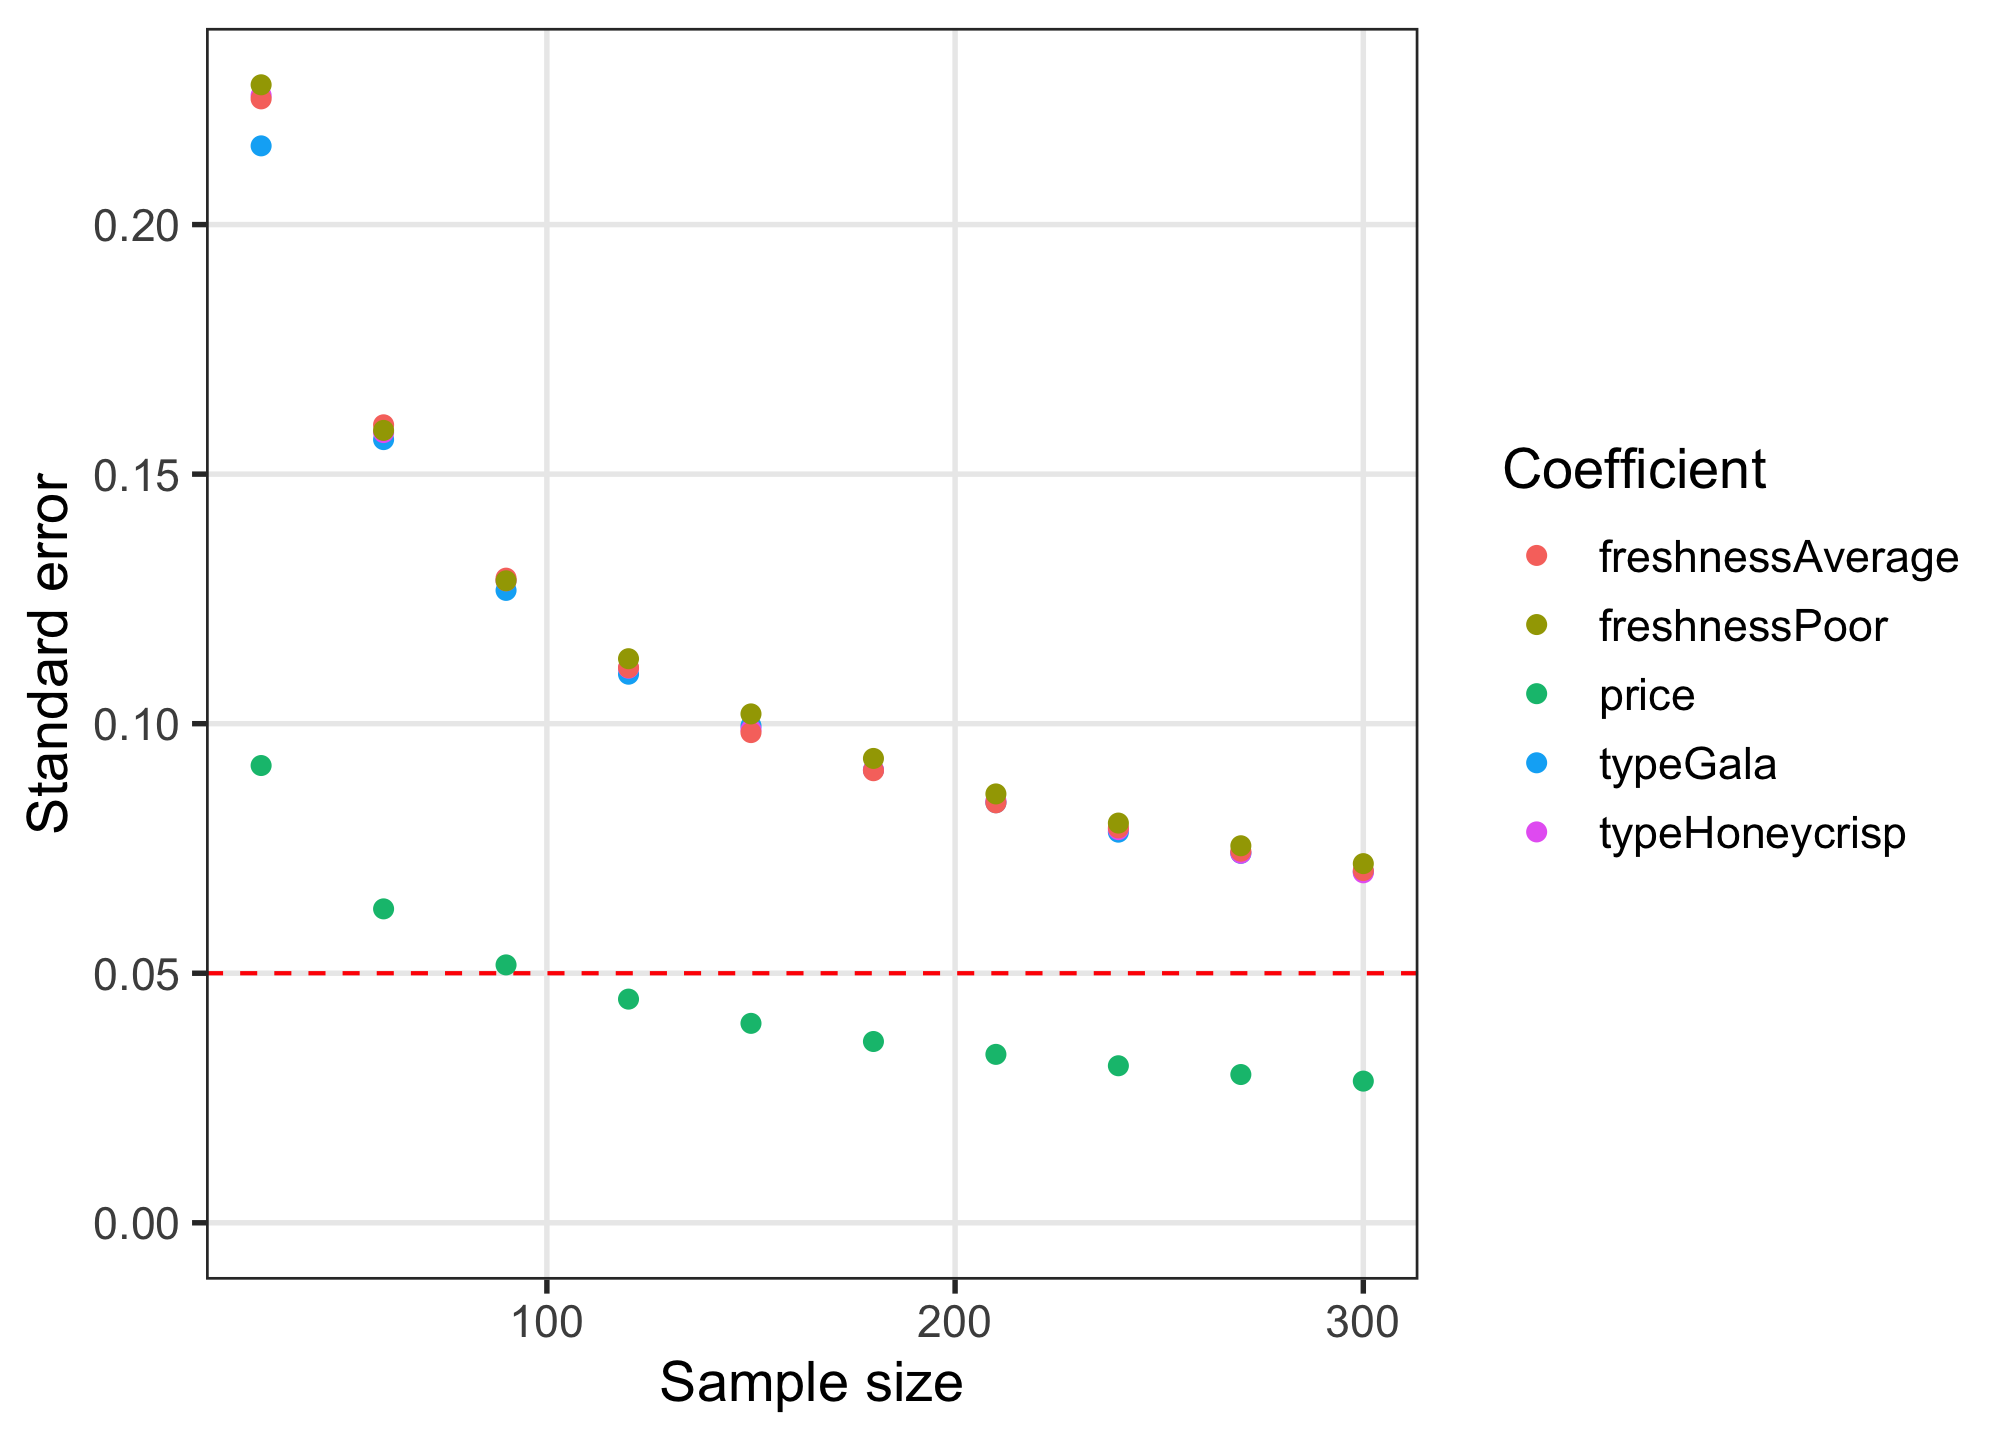 0.20
0.15
0.10
0.05
0.00
Standard error
100 200 300
Sample size
Coefficient
freshnessAverage
freshnessPoor
price
typeGala
typeHoneycrisp